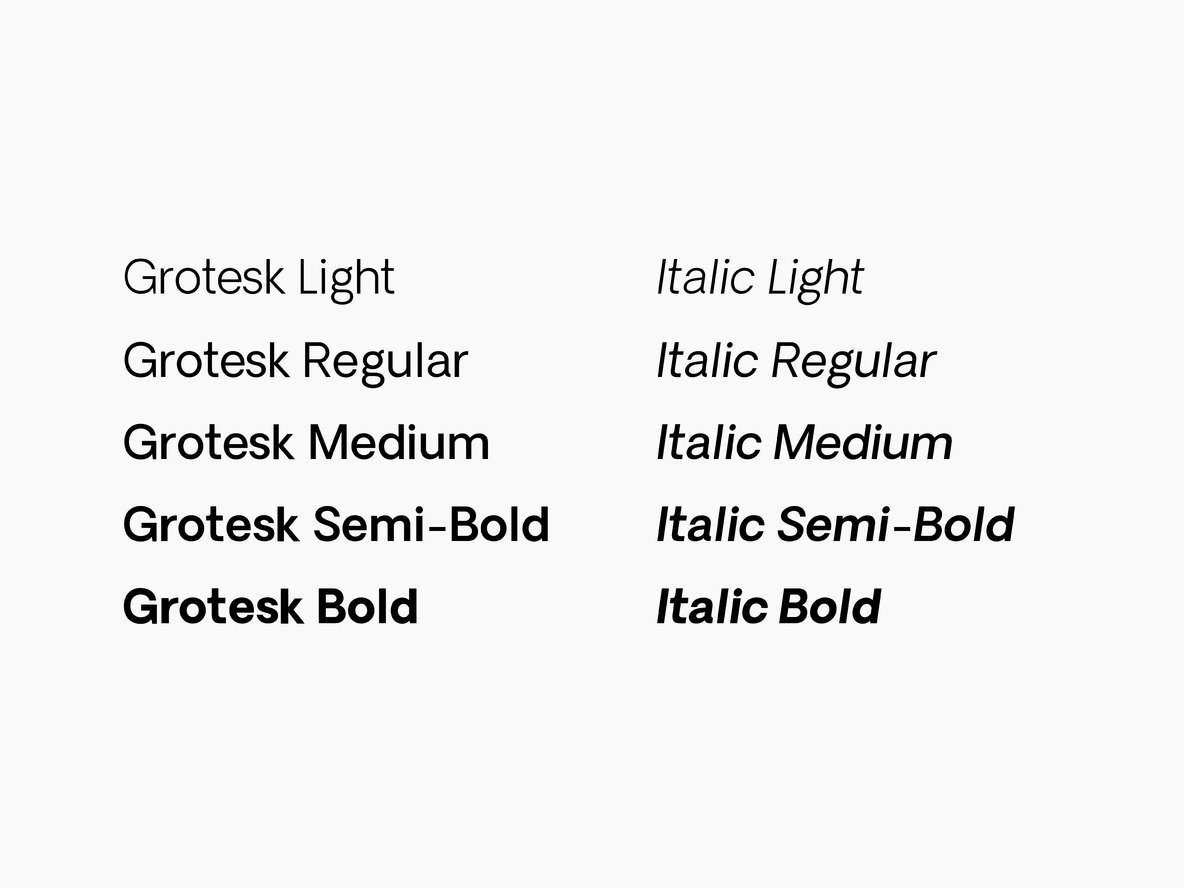 Grotesk Light
Grotesk Regular
Grotesk Medium
Grotesk Semi-Bold
Grotesk Bold
Italic Light
Italic Regular
Italic Medium
Italic Semi-Bold
Italic Bold